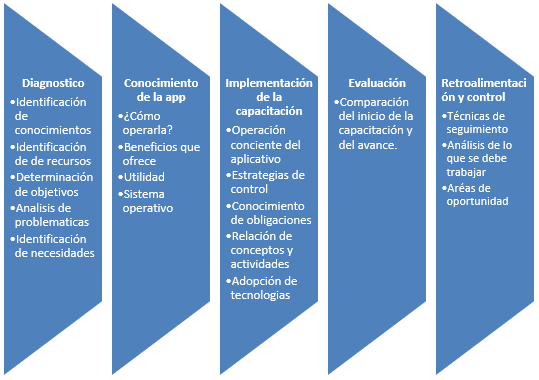 Diagnostico
•Identificación
de
conocimientos
•Identificación
de de recursos
•Determinación
de objetivos
•Analisis de
problematicas
•Identificación
de necesidades
Conocimiento
de la app
•¿Cómo
operarla?
•Beneficios que
ofrece
•Utilidad
•Sistema
operativo
Implementación
de la
capacitación
•Operación
conciente del
aplicativo
•Estrategias de
control
•Conocimiento
de obligaciones
•Relación de
conceptos y
actividades
•Adopción de
tecnologias
Evaluación
•Comparación
del inicio de la
capacitación y
del avance.
Retroalimentaci
ón y control
•Técnicas de
seguimiento
•Análisis de lo
que se debe
trabajar
•Aréas de
oportunidad